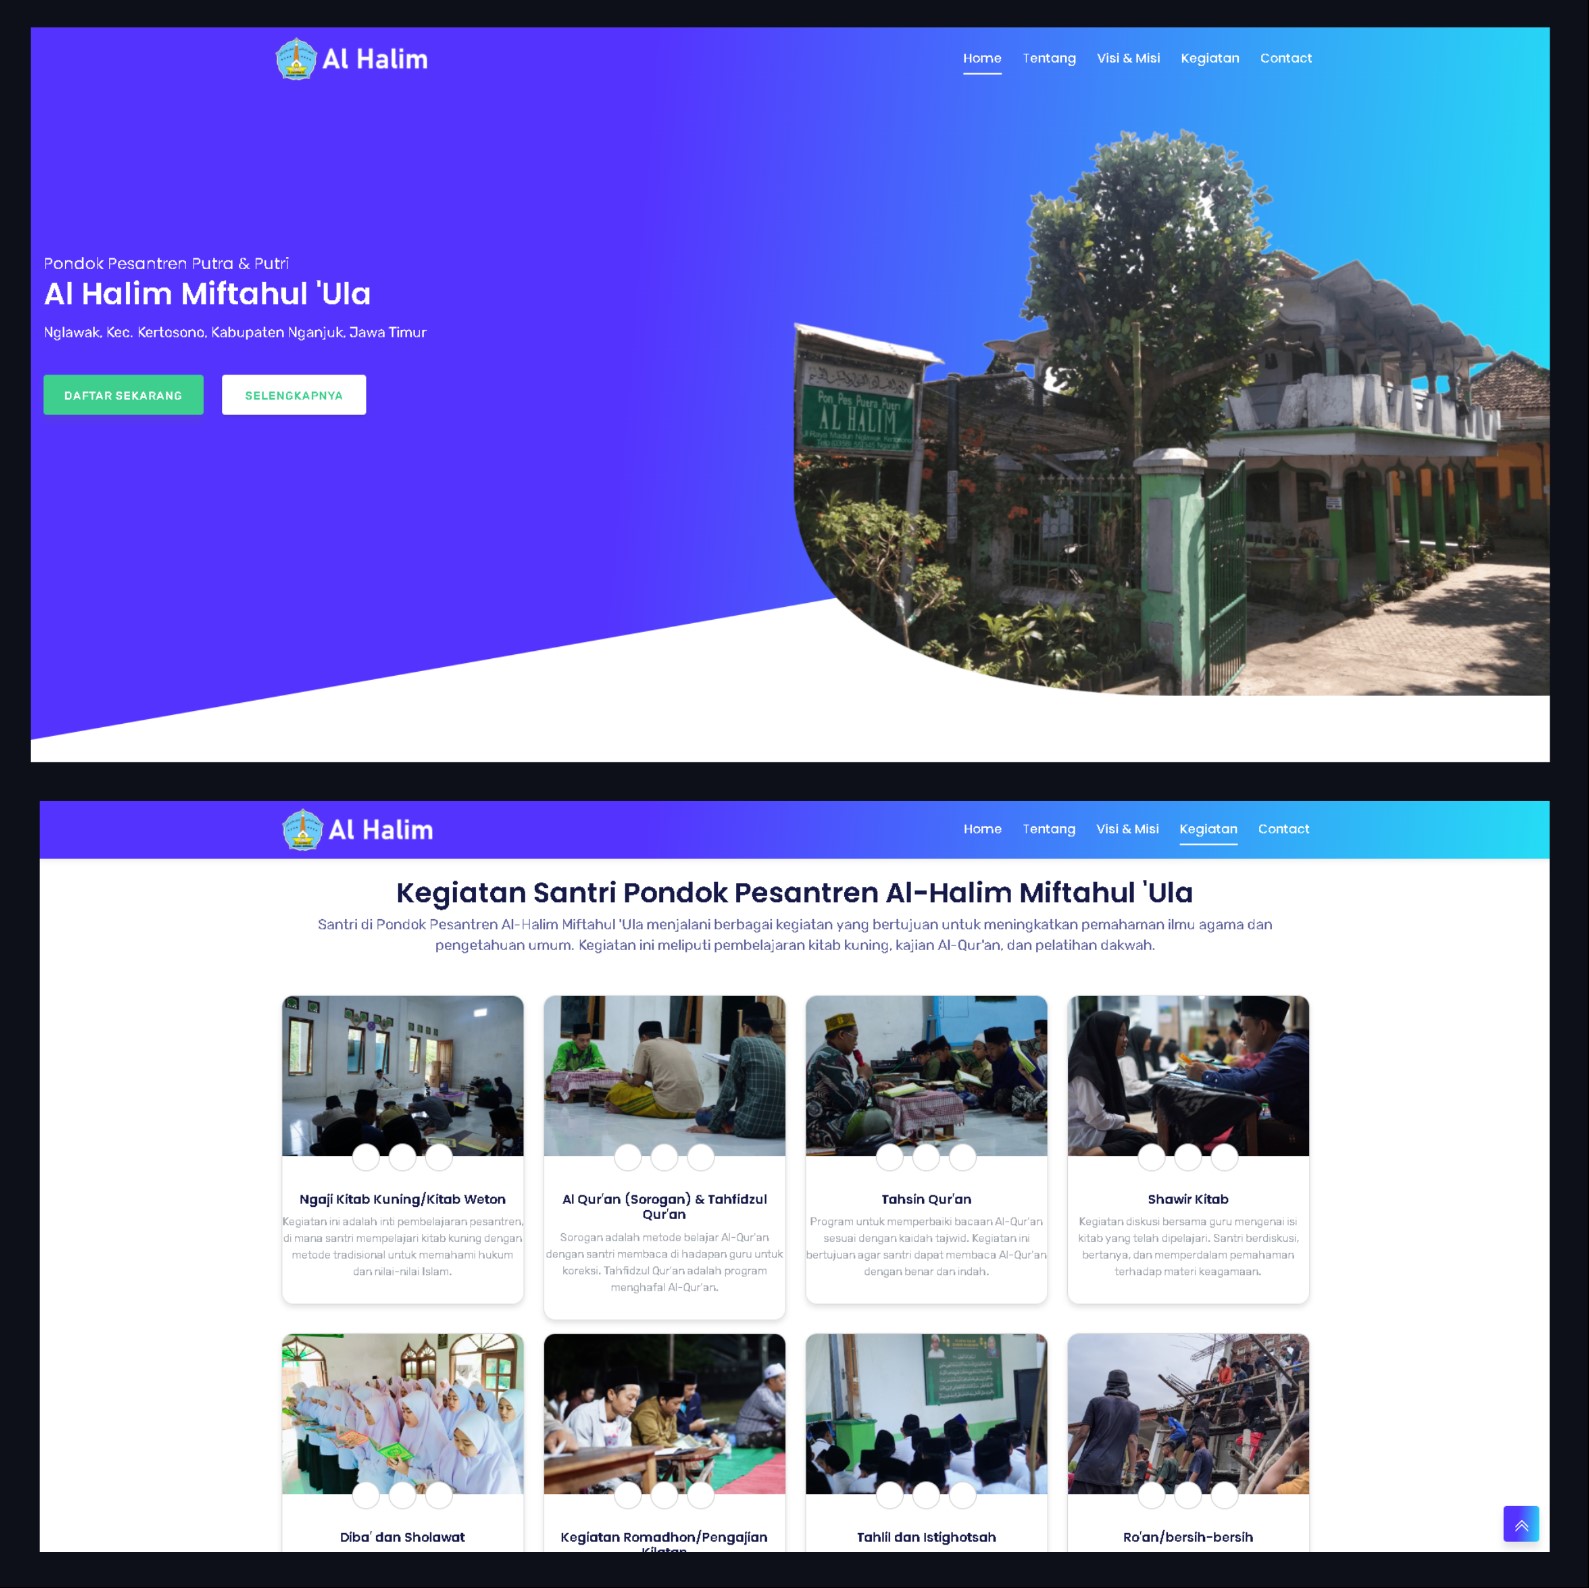 Al Halim
Home Tentang Visi & Misi Kegiatan Contact
Pondok Pesantren Putra & Putri
Al Halim Miftahul 'Ula
Nglawak, Kec. Kertosono, Kabupaten Nganjuk, Jawa Timur
DAFTAR SEKARANG SELENGKAPNYA
Pon Pes Putra Putri
AL HALIM
Al Halim
Home Tentang Visi & Misi Kegiatan Contact
Kegiatan Santri Pondok Pesantren Al-Halim Miftahul 'Ula
Santri di Pondok Pesantren Al-Halim Miftahul 'Ula menjalani berbagai kegiatan yang bertujuan untuk meningkatkan pemahaman ilmu agama dan
pengetahuan umum. Kegiatan ini meliputi pembelajaran kitab kuning, kajian Al-Qur'an, dan pelatihan dakwah.
Ngaji Kitab Kuning/Kitab Weton
Kegiatan ini adalah inti pembelajaran pesantren,
di mana santri mempelajari kitab kuning dengan
metode tradisional untuk memahami hukum
dan nilai-nilai Islam.
Al Qur'an (Sorogan) & Tahfidzul
Qur'an
Sorogan adalah metode belajar Al-Qur'an
dengan santri membaca di hadapan guru untuk
koreksi. Tahfidzul Qur'an adalah program
menghafal Al-Qur'an.
Tahsin Qur'an
Program untuk memperbaiki bacaan Al-Qur'an
sesuai dengan kaidah tajwid. Kegiatan ini
bertujuan agar santri dapat membaca Al-Qur'an
dengan benar dan indah.
Shawir Kitab
Kegiatan diskusi bersama guru mengenai isi
kitab yang telah dipelajari. Santri berdiskusi,
bertanya, dan memperdalam pemahaman
terhadap materi keagamaan.
Diba' dan Sholawat
Kegiatan Romadhon/Pengajian
Kilatan
Tahlil dan Istighotsah
Ro'an/bersih-bersih